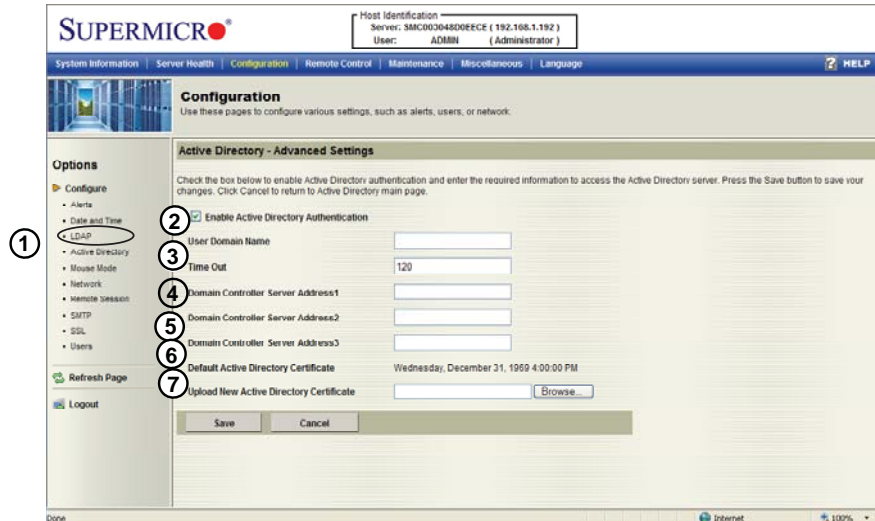 SUPERMICRO
Host Identification
Server: SMC003048D0EECE ( 192.168.1.192 )
User: ADMIN ( Administrator )
System Information | Server Health | Configuration | Remote Control | Maintenance | Miscellaneous | Language
HELP
Configuration
Use these pages to configure various settings, such as alerts, users, or network.
Options
Configure
• Alerts
• Date and Time
1
• LDAP
• Active Directory
• Mouse Mode
• Network
• Remote Session
• SMTP
• SSL
• Users
Refresh Page
Logout
Active Directory - Advanced Settings
Check the box below to enable Active Directory authentication and enter the required information to access the Active Directory server. Press the Save button to save your
changes. Click Cancel to return to Active Directory main page.
2 Enable Active Directory Authentication
User Domain Name
3
Time Out 120
4 Domain Controller Server Address1
Domain Controller Server Address2
5
Domain Controller Server Address3
6
Default Active Directory Certificate Wednesday, December 31, 1969 4:00:00 PM
7
Upload New Active Directory Certificate Browse...
Save Cancel
Done Internet 100%